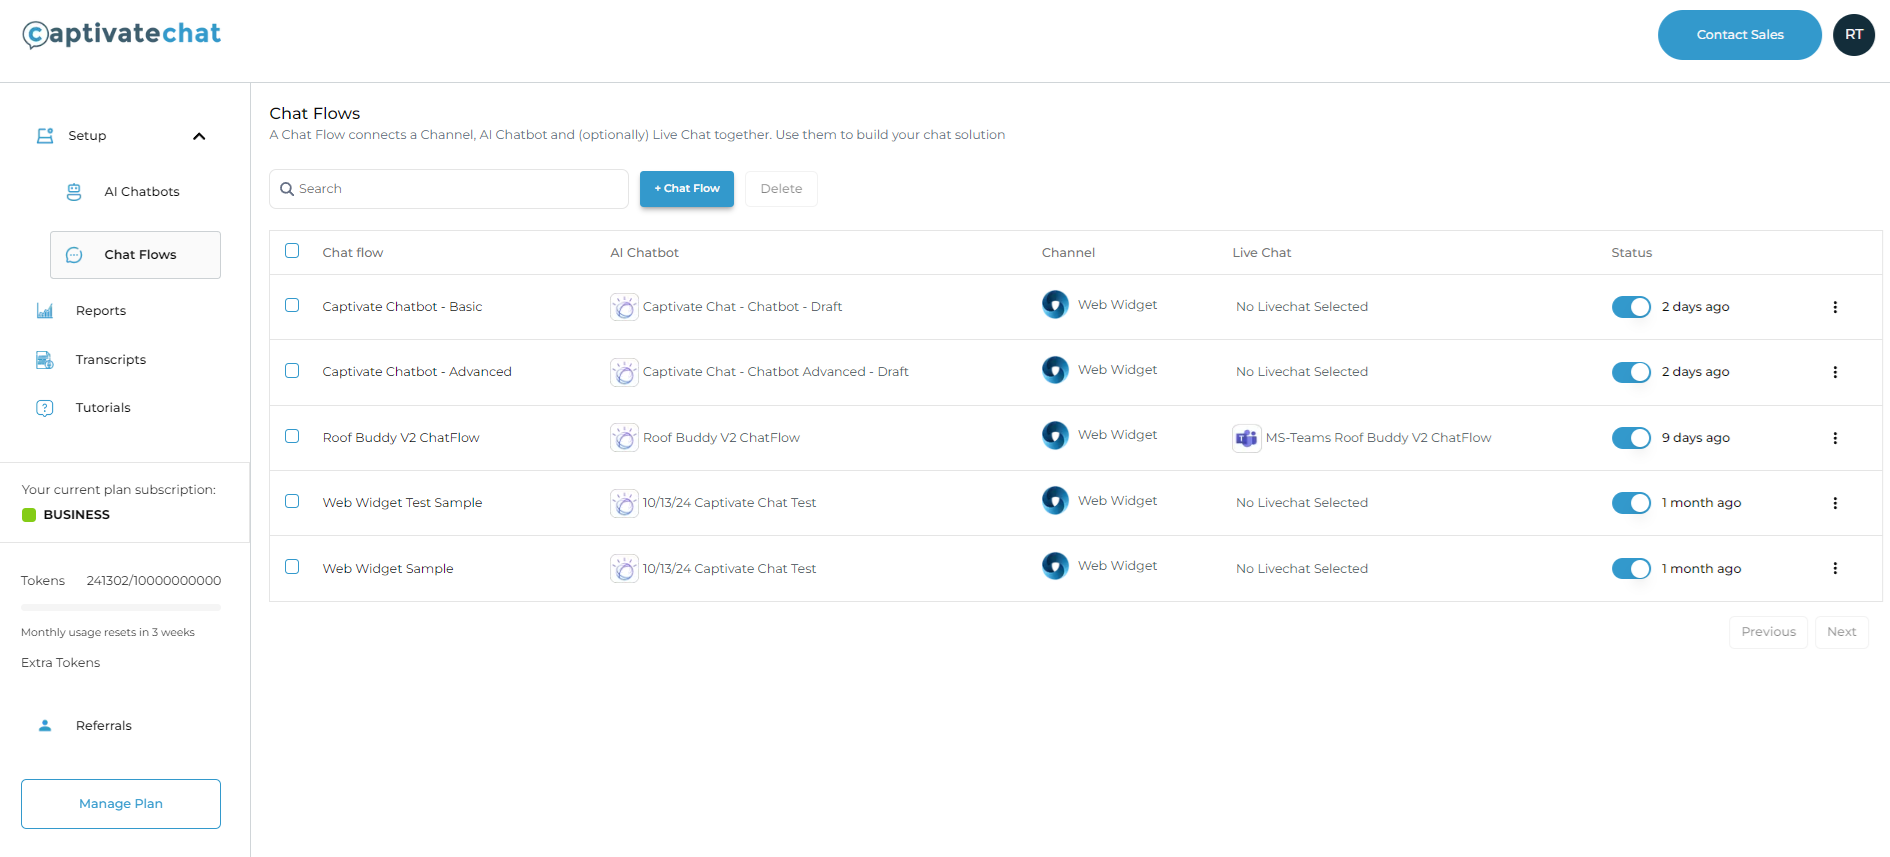 captivatechat
Contact Sales
RT
Setup
AI Chatbots
Chat Flows
Reports
Transcripts
Tutorials
Your current plan subscription:
BUSINESS
Tokens 241302/10000000000
Monthly usage resets in 3 weeks
Extra Tokens
Referrals
Manage Plan
Chat Flows
A Chat Flow connects a Channel, AI Chatbot and (optionally) Live Chat together. Use them to build your chat solution
Search
+ Chat Flow
Delete
Chat flow AI Chatbot Channel Live Chat Status
Captivate Chatbot - Basic Captivate Chat - Chatbot - Draft Web Widget No Livechat Selected 2 days ago
Captivate Chatbot - Advanced Captivate Chat - Chatbot Advanced - Draft Web Widget No Livechat Selected 2 days ago
Roof Buddy V2 ChatFlow Roof Buddy V2 ChatFlow Web Widget MS-Teams Roof Buddy V2 ChatFlow 9 days ago
Web Widget Test Sample 10/13/24 Captivate Chat Test Web Widget No Livechat Selected 1 month ago
Web Widget Sample 10/13/24 Captivate Chat Test Web Widget No Livechat Selected 1 month ago
Previous Next